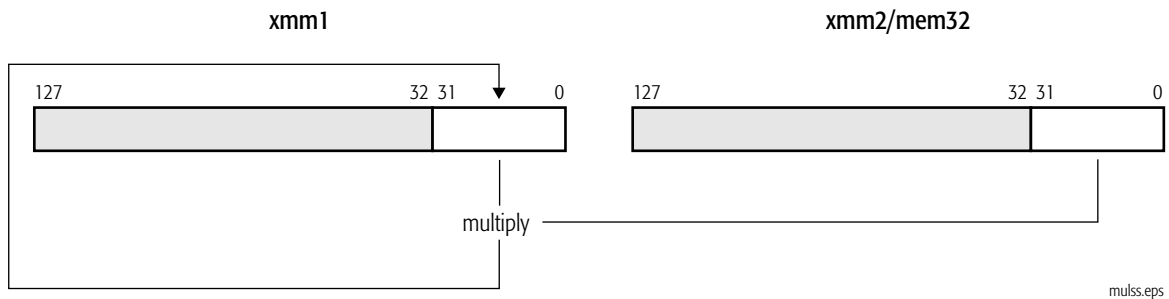 xmm1 xmm2/mem32
127 32 31 0 127 32 31 0
multiply
mulss.eps